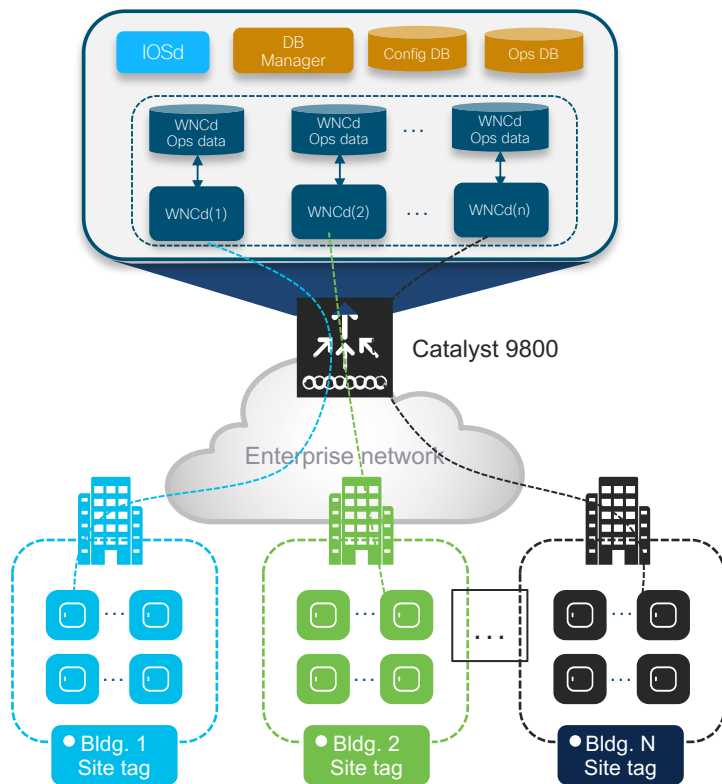 IOSd
DB
Manager
Config DB
Ops DB
WNCd
Ops data
WNCd
Ops data
...
WNCd
Ops data
WNCd(1)
WNCd(2)
...
WNCd(n)
Catalyst 9800
Enterprise network
...
...
...
...
...
...
...
Bldg. 1
Site tag
Bldg. 2
Site tag
Bldg. N
Site tag